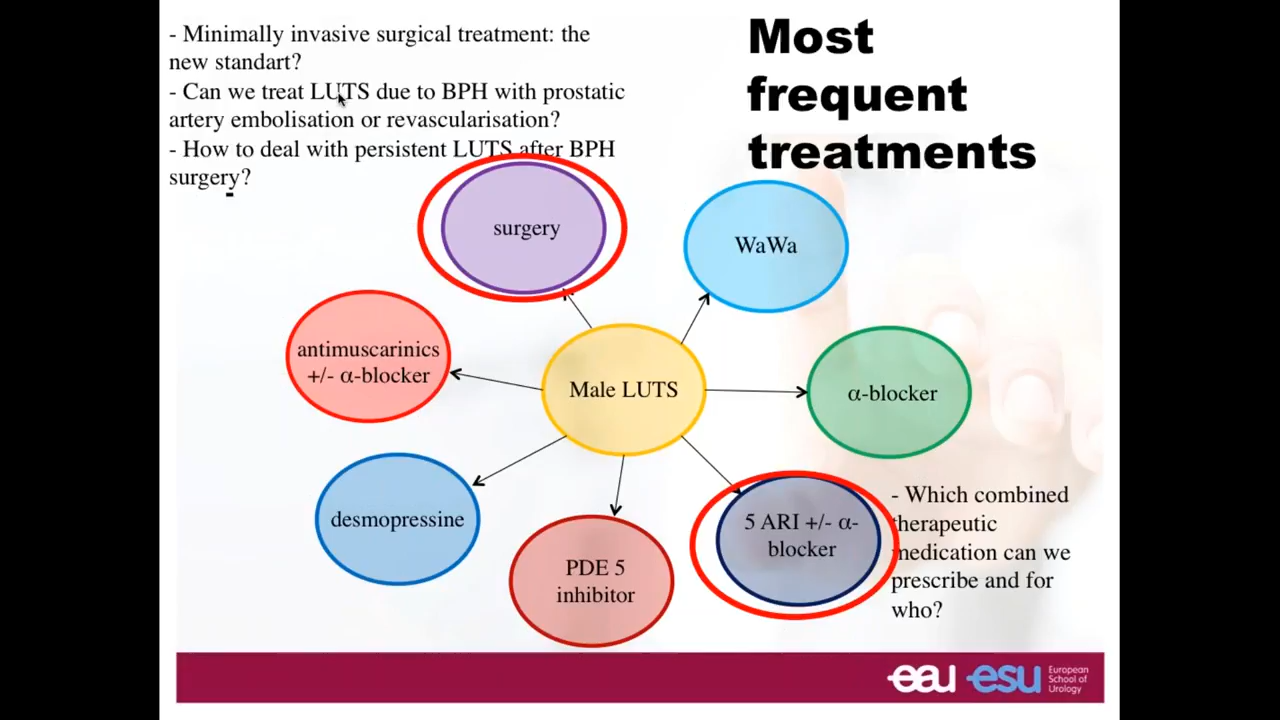 - Minimally invasive surgical treatment: the
new standart?
- Can we treat LUTS due to BPH with prostatic
artery embolisation or revascularisation?
- How to deal with persistent LUTS after BPH
surgery?
Most
frequent
treatments
surgery
WaWa
antimuscarinics
+/- α-blocker
Male LUTS
α-blocker
desmopressine
PDE 5
inhibitor
5 ARI +/- α-
blocker
- Which combined
therapeutic
medication can we
prescribe and for
who?
eau esu
European
School of
Urology